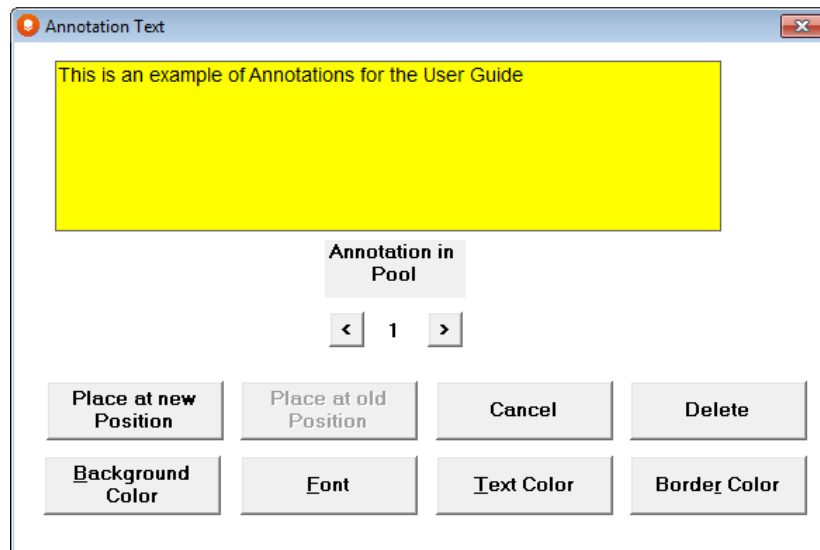 Annotation Text
This is an example of Annotations for the User Guide
Annotation in
Pool
< 1 >
Place at new
Position
Place at old
Position
Cancel
Delete
Background
Color
Font
Text Color
Border Color